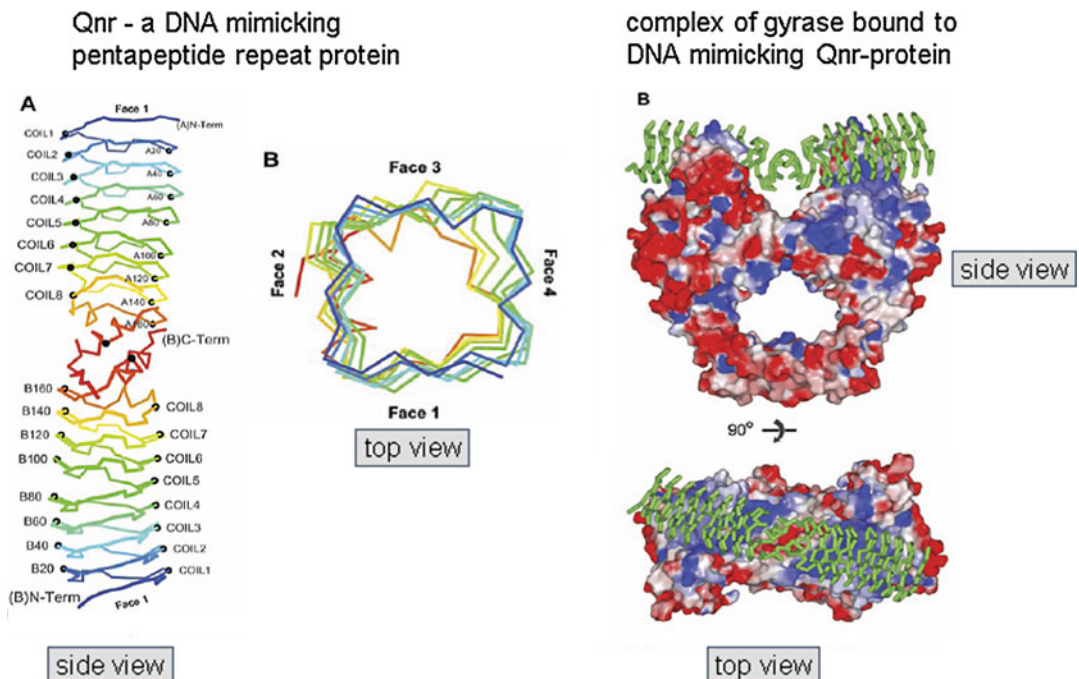 Qnr - a DNA mimicking
pentapeptide repeat protein
complex of gyrase bound to
DNA mimicking Qnr-protein
A
Face 1
(A)N-Term
COIL1
COIL2
COIL3
COIL4
COIL5
COIL6
COIL7
COIL8
A20
A40
A60
A80
A100
A120
A140
A160
(B)C-Term
B160
B140
B120
B100
B80
B60
B40
B20
COIL8
COIL7
COIL6
COIL5
COIL4
COIL3
COIL2
COIL1
(B)N-Term
Face 1
side view
B
Face 3
Face 2
Face 4
Face 1
top view
B
side view
90°
top view